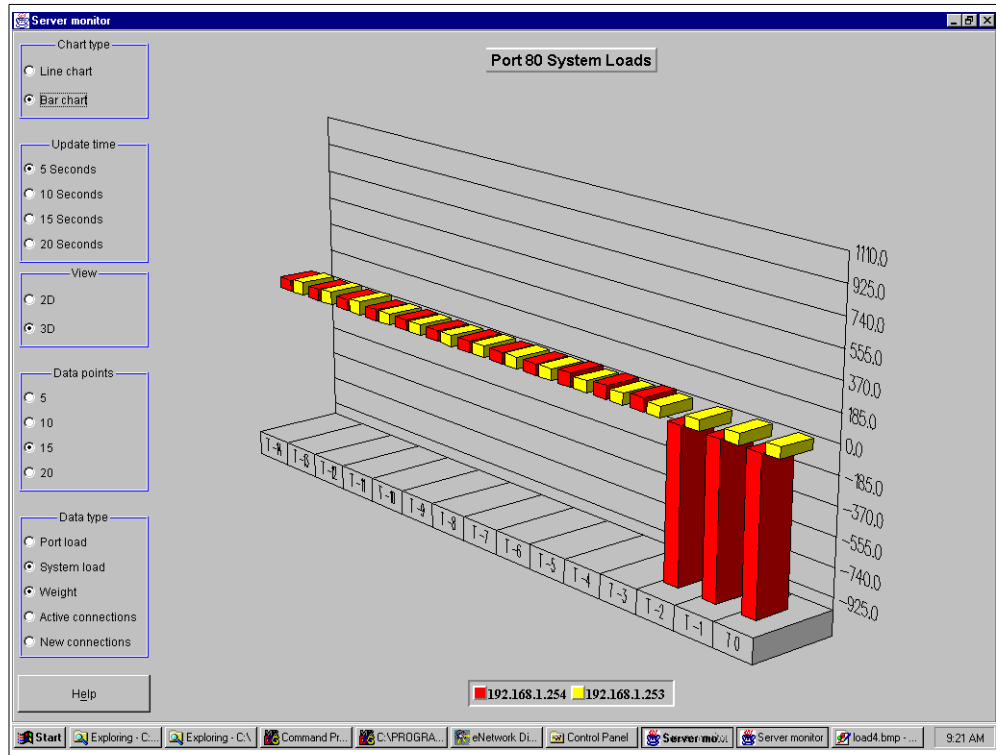 Server monitor
Chart type
Line chart
Bar chart
Update time
5 Seconds
10 Seconds
15 Seconds
20 Seconds
View
2D
3D
Data points
5
10
15
20
Data type
Port load
System load
Weight
Active connections
New connections
Help
Port 80 System Loads
1110.0
925.0
740.0
555.0
370.0
185.0
0.0
-185.0
-370.0
-555.0
-740.0
-925.0
T-14 T-13 T-12 T-11 T-10 T-9 T-8 T-7 T-6 T-5 T-4 T-3 T-2 T-1 T0
192.168.1.254 192.168.1.253
Start Exploring - C:... Exploring - C:\ Command Pr... C:\PROGRA... eNetwork Di... Control Panel Server monitor Server monitor load4.bmp - ... 9:21 AM